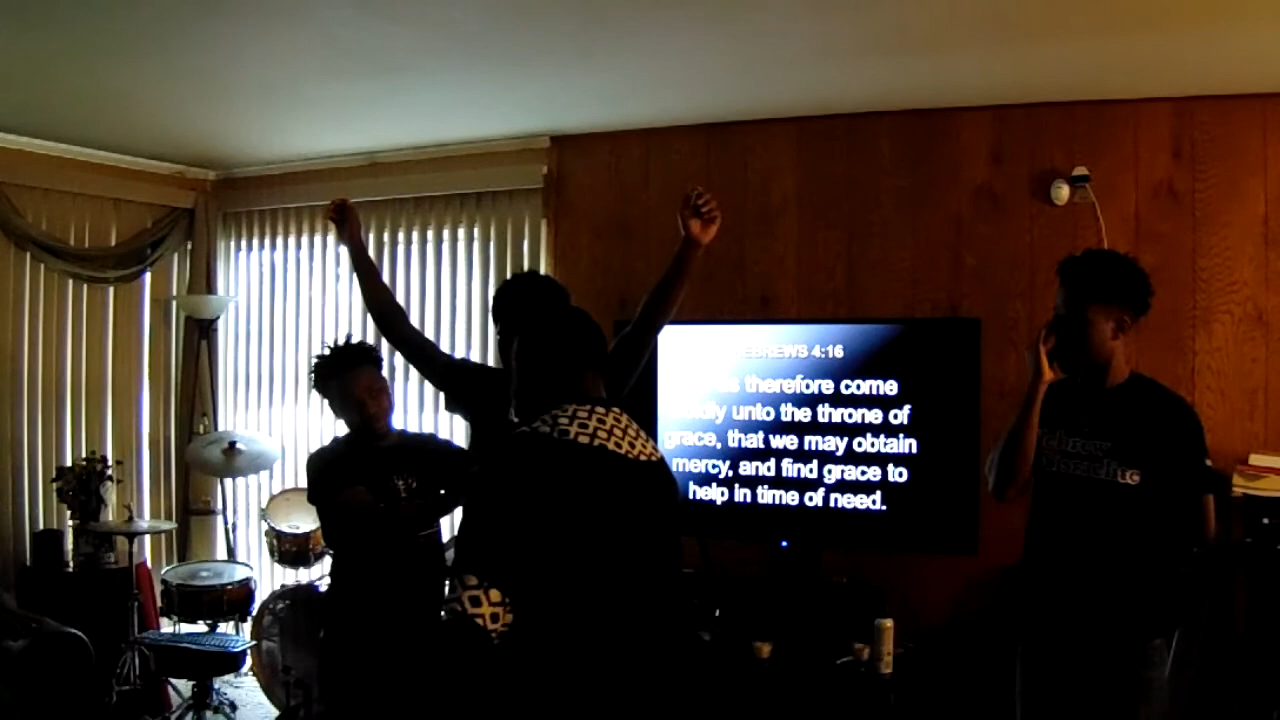 4:16
therefore come
unto the throne of
grace, that we may obtain
mercy, and find grace to
help in time of need.
Israelite